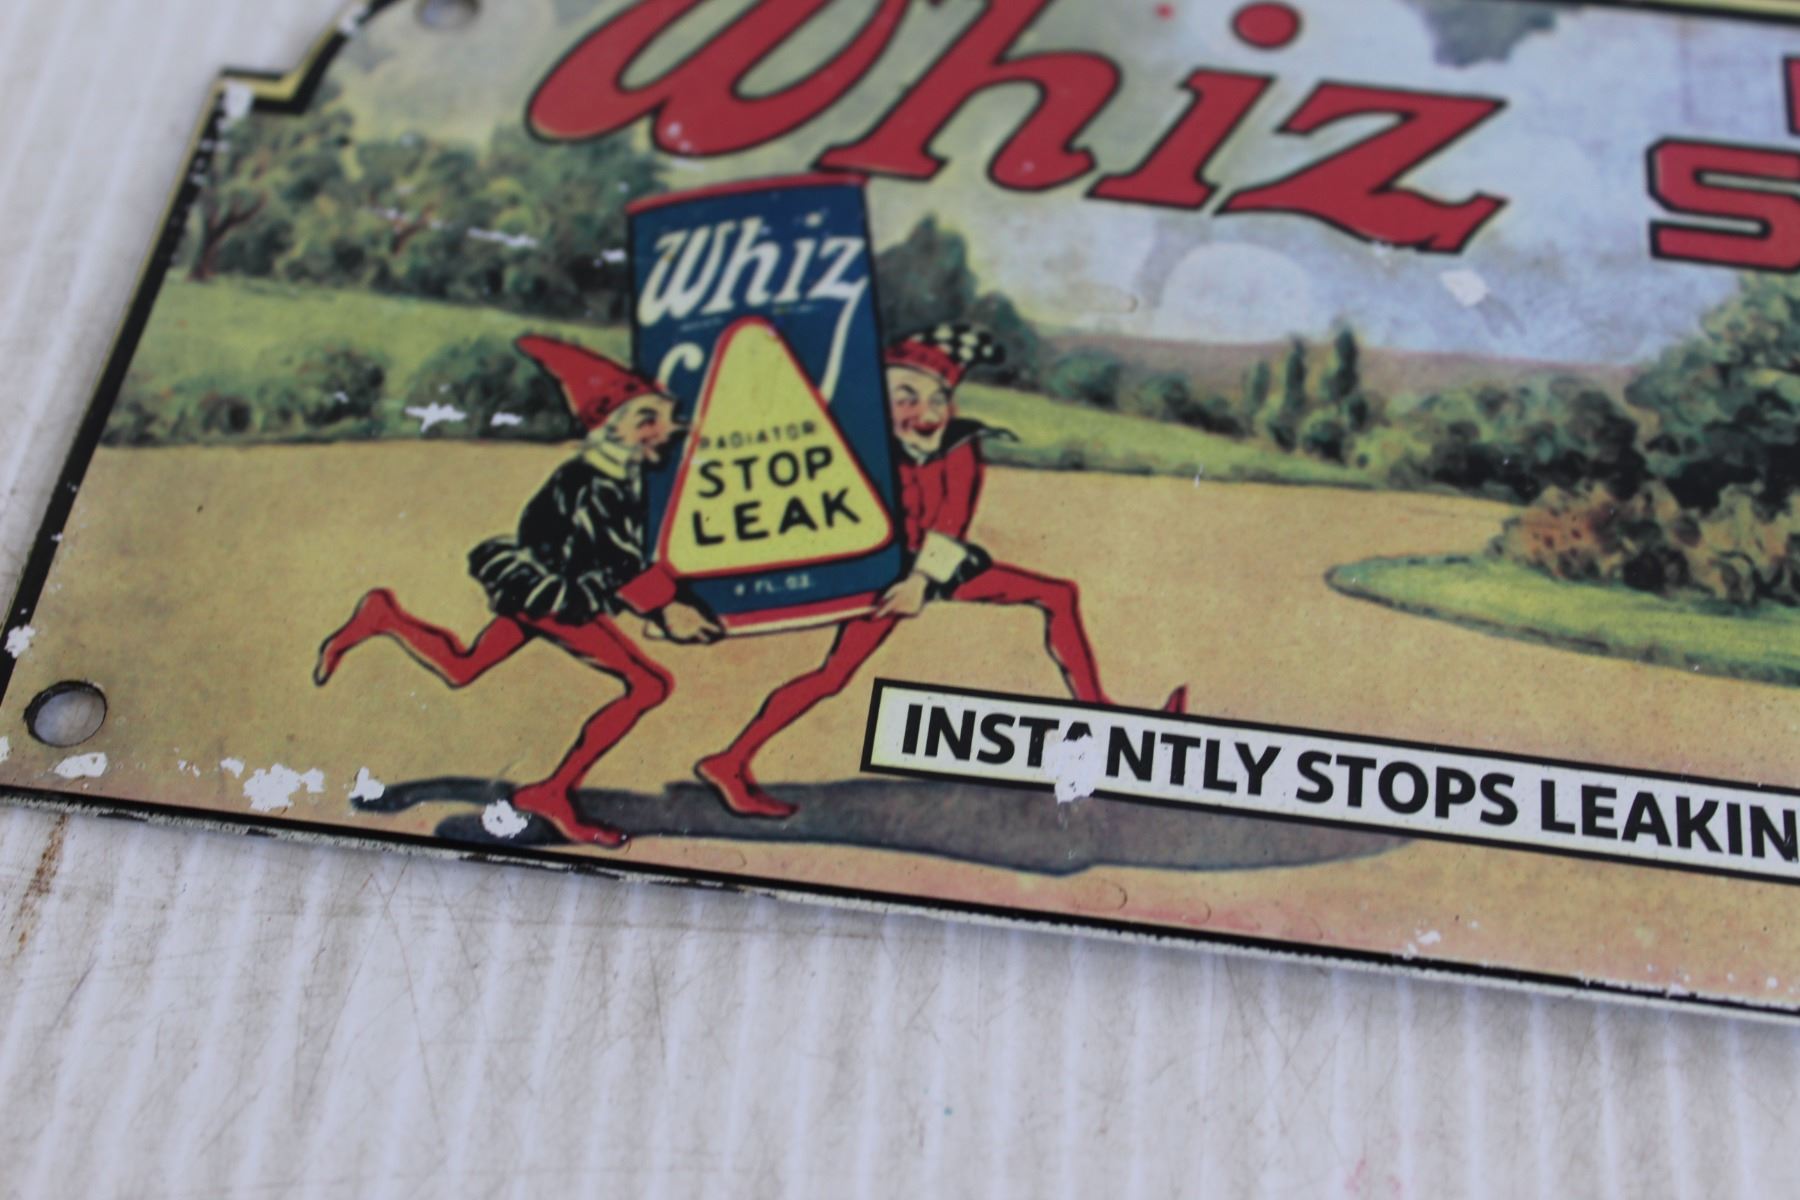 Whiz
Whiz
RADIATOR
STOP
LEAK
INSTANTLY STOPS LEAKIN